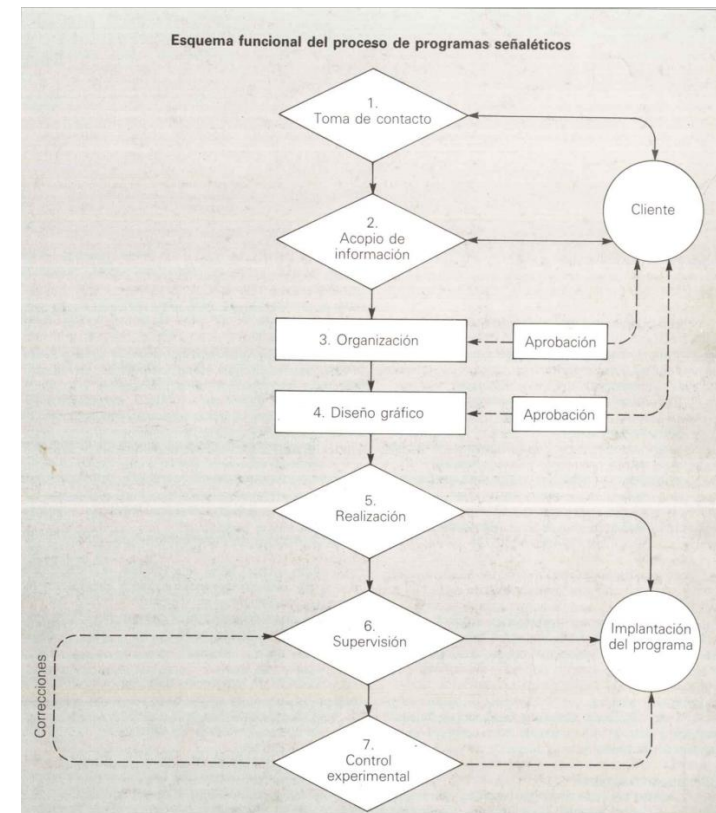 Esquema funcional del proceso de programas señaléticos
1.
Toma de contacto
Cliente
2.
Acopio de
información
3. Organización
Aprobación
4. Diseño gráfico
Aprobación
5.
Realización
6.
Supervisión
Implantación
del programa
Correcciones
7.
Control
experimental